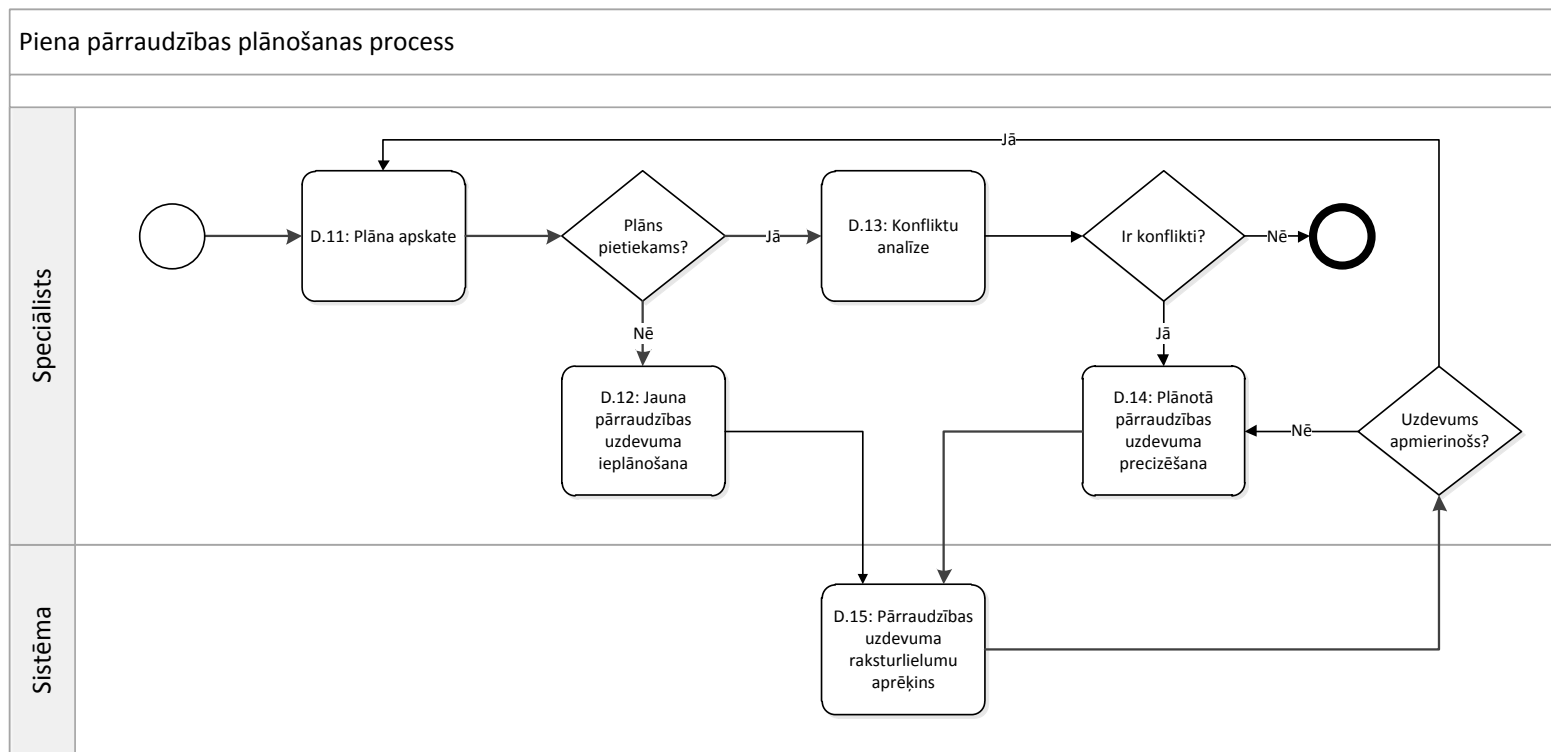 Piena pārraudzības plānošanas process
Speciālists
Jā
D.11: Plāna apskate
Plāns
pietiekams?
Jā
D.13: Konfliktu
analīze
Ir konflikti?
Nē
Nē
Jā
D.12: Jauna
pārraudzības
uzdevuma
ieplānošana
D.14: Plānotā
pārraudzības
uzdevuma
precizēšana
Nē
Uzdevums
apmierinošs?
Sistēma
D.15: Pārraudzības
uzdevuma
raksturlielumu
aprēķins